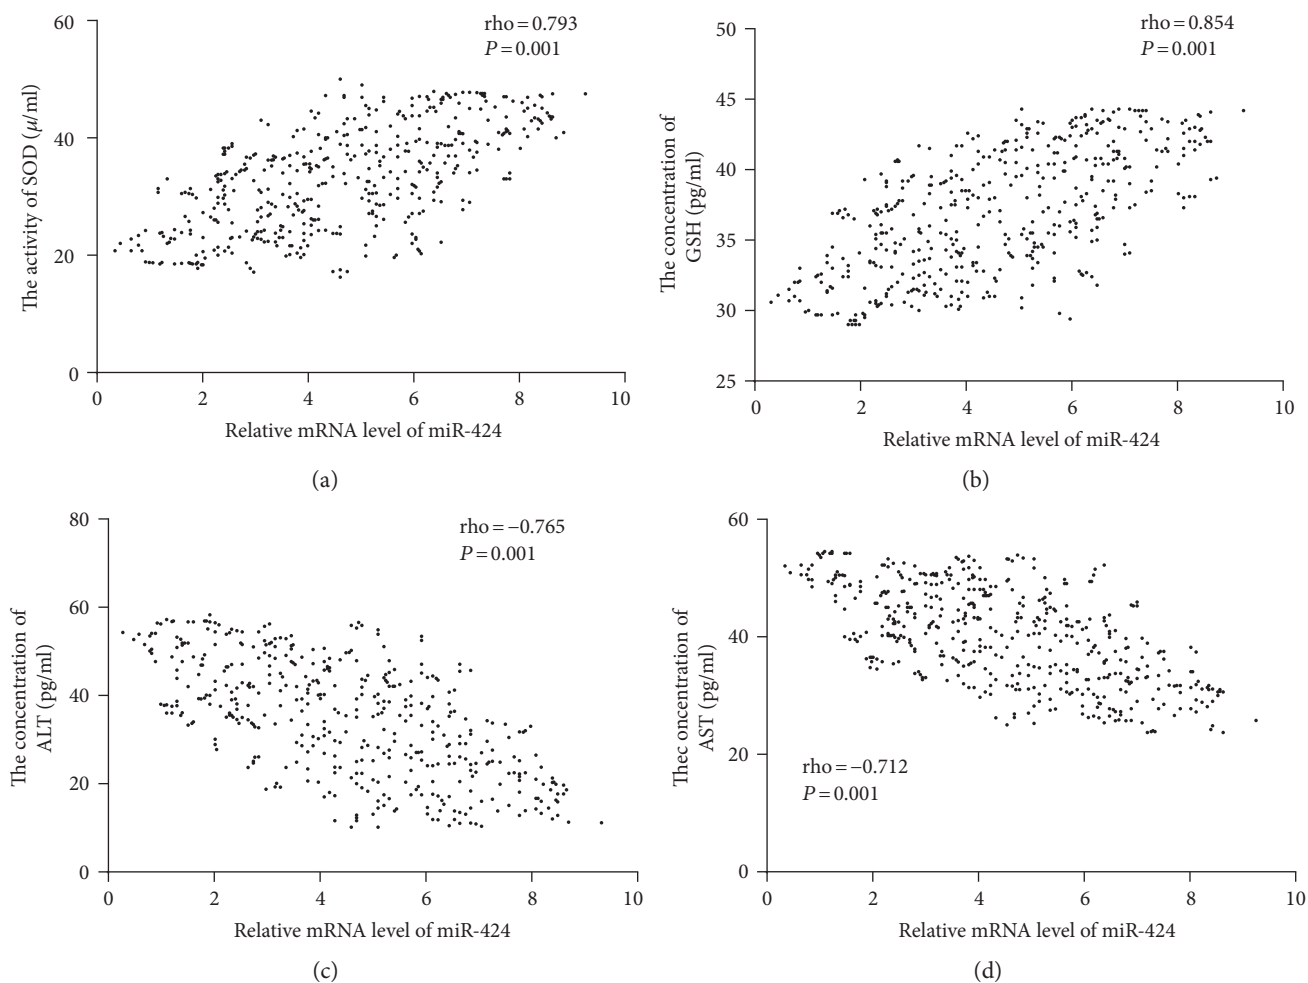 rho = 0.793
P = 0.001
60
40
20
0
The activity of SOD (μ/ml)
0 2 4 6 8 10
Relative mRNA level of miR-424
(a)
rho = 0.854
P = 0.001
50
45
40
35
30
25
The concentration of
GSH (pg/ml)
0 2 4 6 8 10
Relative mRNA level of miR-424
(b)
rho = −0.765
P = 0.001
80
60
40
20
0
The concentration of
ALT (pg/ml)
0 2 4 6 8 10
Relative mRNA level of miR-424
(c)
60
40
20
0
Thec oncentration of
AST (pg/ml)
rho = −0.712
P = 0.001
0 2 4 6 8 10
Relative mRNA level of miR-424
(d)